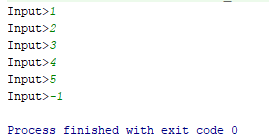 Input>1
Input>2
Input>3
Input>4
Input>5
Input>-1
Process finished with exit code 0